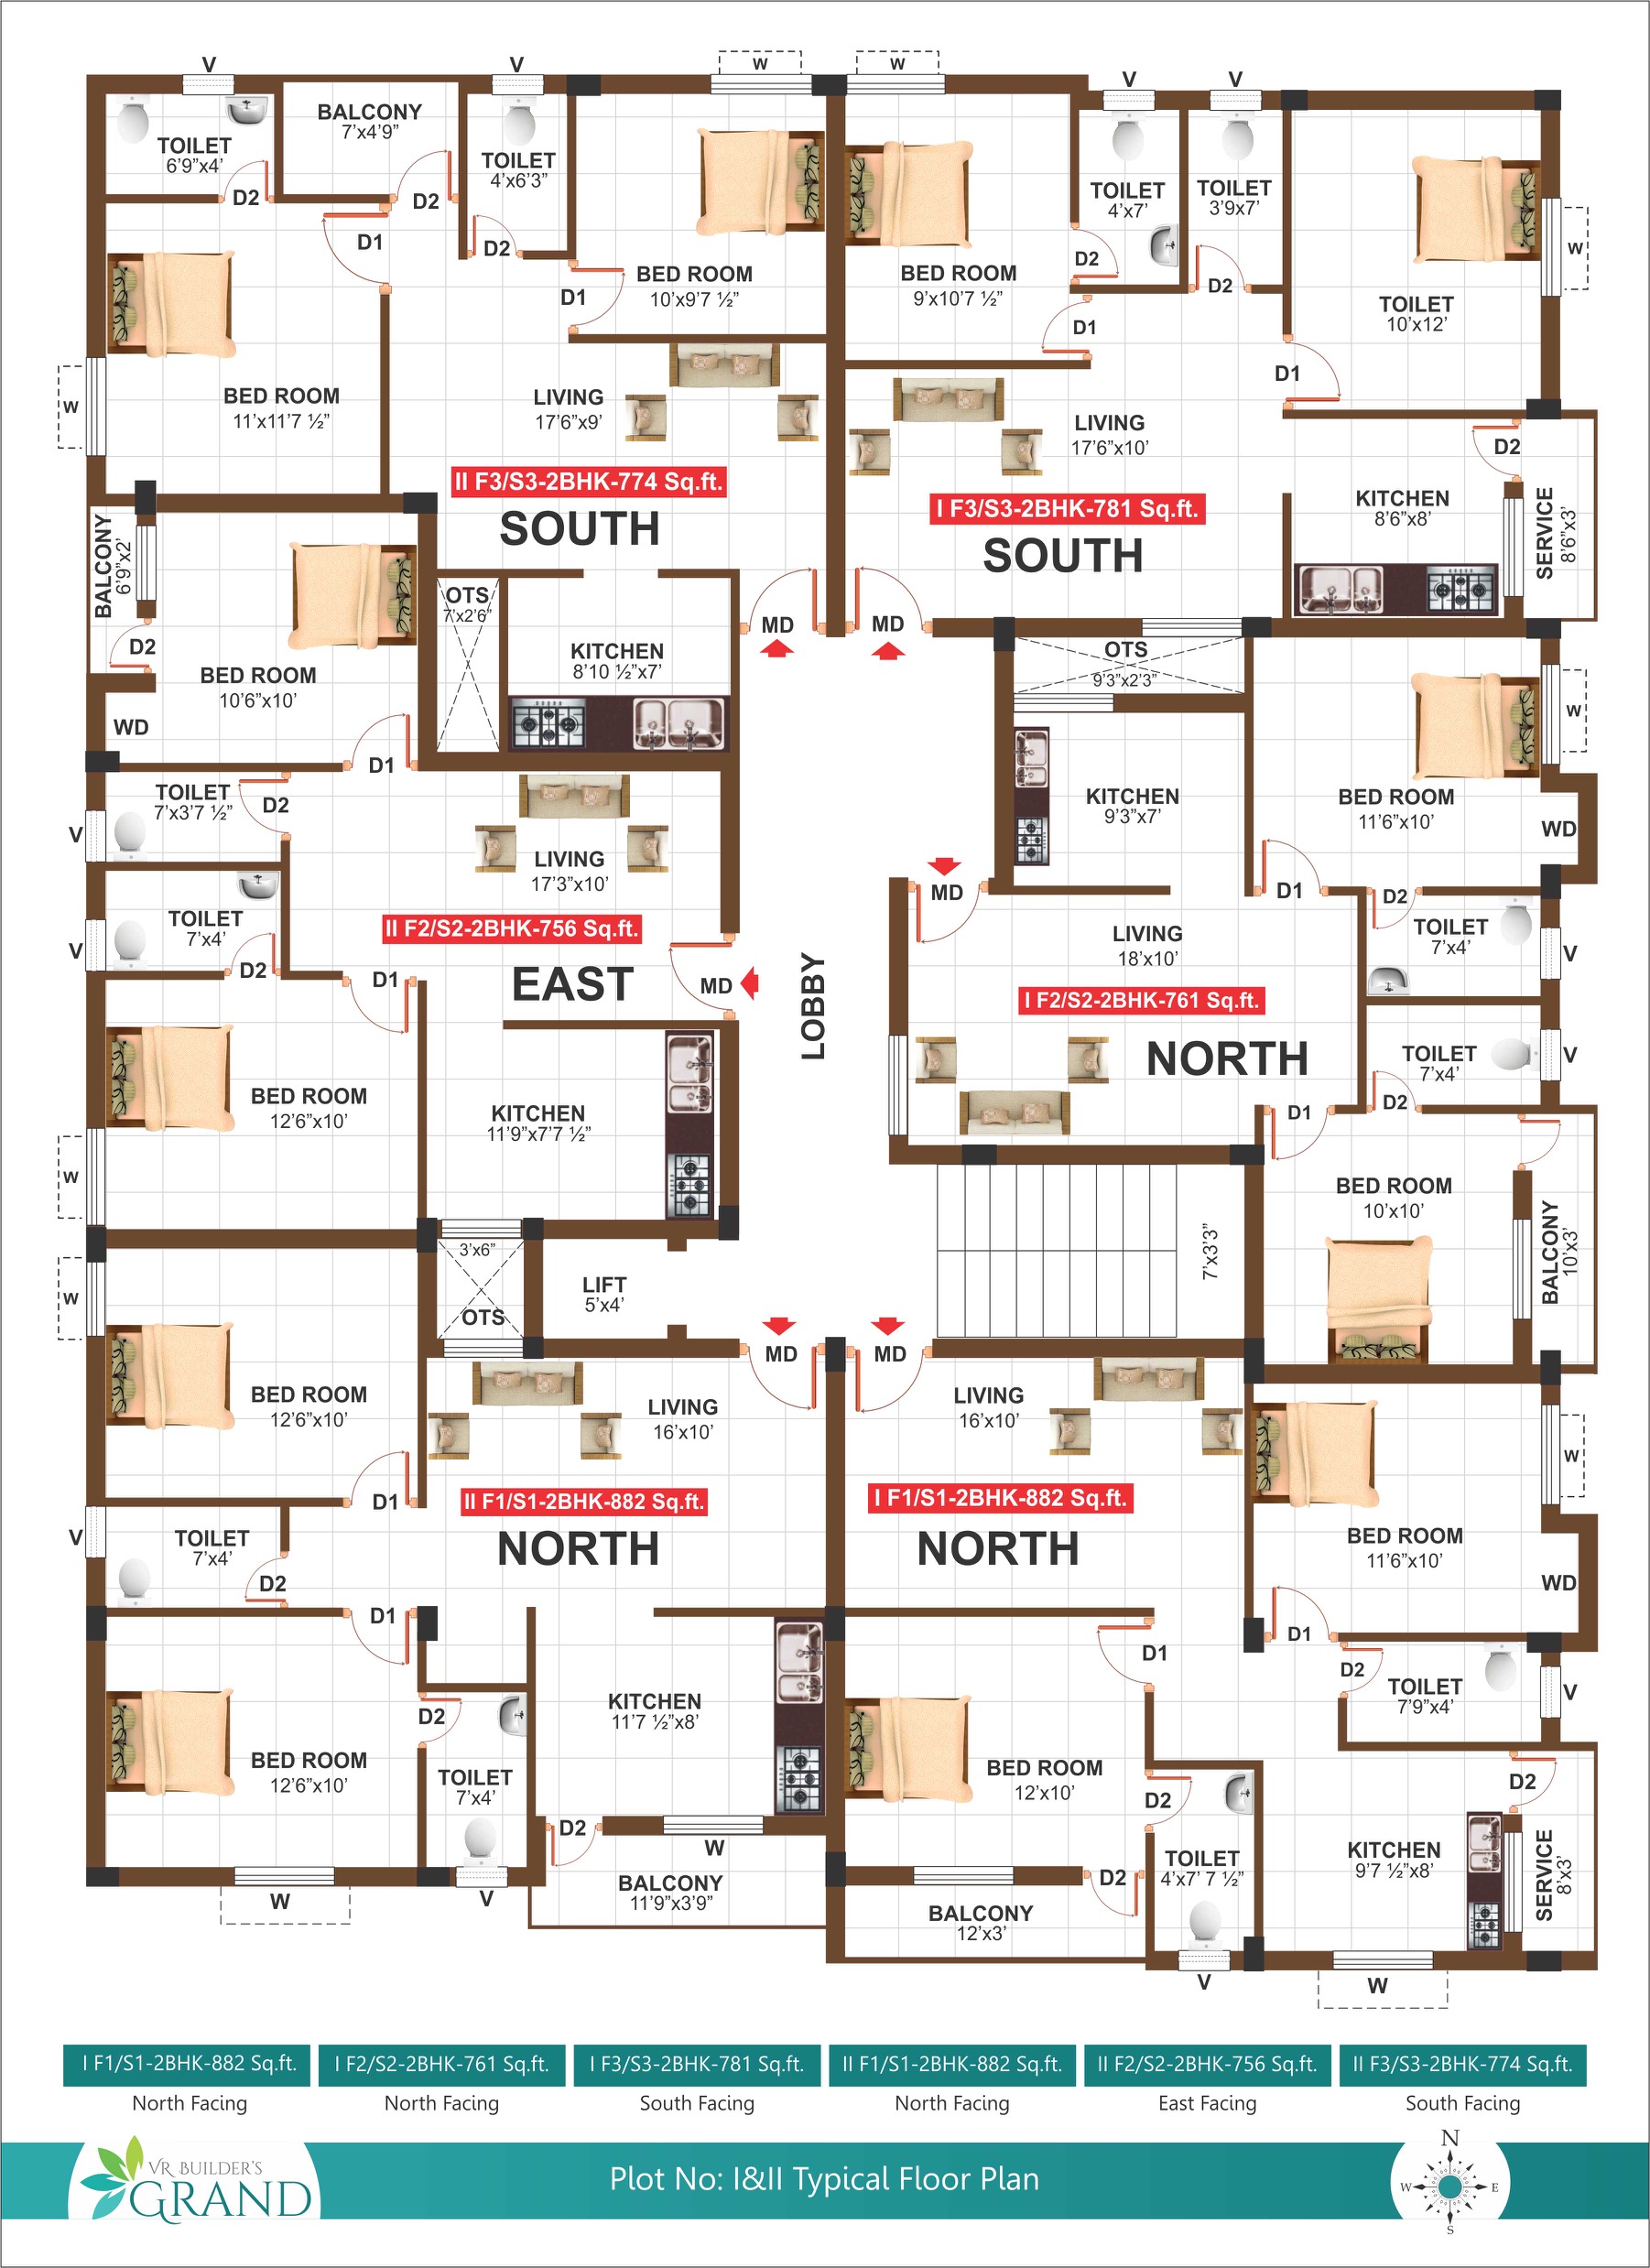 V
V
W
W
V
V
BALCONY
7'x4'9"
TOILET
6'9"x4'
TOILET
4'x6'3"
TOILET
4'x7'
TOILET
3'9x7'
D2
D2
D2
D1
W
BED ROOM
10'x9'7 ½"
BED ROOM
9'x10'7 ½"
D2
D2
D1
D1
TOILET
10'x12'
D1
W
BED ROOM
11'x11'7 ½"
LIVING
17'6"x9'
LIVING
17'6"x10'
D2
II F3/S3-2BHK-774 Sq.ft.
SOUTH
I F3/S3-2BHK-781 Sq.ft.
SOUTH
KITCHEN
8'6"x8'
SERVICE
8'6"x3'
BALCONY
6'9"x2'
D2
OTS
7'x2'6"
MD
MD
KITCHEN
8'10 ½"x7'
OTS
9'3"x2'3"
BED ROOM
10'6"x10'
W
WD
D1
TOILET
7'x3'7 ½"
D2
V
KITCHEN
9'3"x7'
BED ROOM
11'6"x10'
WD
LIVING
17'3"x10'
MD
D1
D2
TOILET
7'x4'
V
II F2/S2-2BHK-756 Sq.ft.
LIVING
18'x10'
TOILET
7'x4'
V
D2
D1
EAST
MD
LOBBY
I F2/S2-2BHK-761 Sq.ft.
NORTH
TOILET
7'x4'
V
D2
D1
BED ROOM
12'6"x10'
KITCHEN
11'9"x7'7 ½"
W
BED ROOM
10'x10'
BALCONY
10'x3'
3'x6"
OTS
LIFT
5'x4'
7'x3'3"
W
MD
MD
BED ROOM
12'6"x10'
LIVING
16'x10'
LIVING
16'x10'
W
D1
II F1/S1-2BHK-882 Sq.ft.
NORTH
I F1/S1-2BHK-882 Sq.ft.
NORTH
V
TOILET
7'x4'
D2
BED ROOM
11'6"x10'
WD
D1
D1
D1
D2
TOILET
7'9"x4'
V
D2
KITCHEN
11'7 ½"x8'
BED ROOM
12'6"x10'
TOILET
7'x4'
BED ROOM
12'x10'
D2
D2
D2
W
KITCHEN
9'7 ½"x8'
SERVICE
8'x3'
TOILET
4'x7' 7 ½"
D2
BALCONY
11'9"x3'9"
W
V
BALCONY
12'x3'
V
W
I F1/S1-2BHK-882 Sq.ft.
North Facing
I F2/S2-2BHK-761 Sq.ft.
North Facing
I F3/S3-2BHK-781 Sq.ft.
South Facing
II F1/S1-2BHK-882 Sq.ft.
North Facing
II F2/S2-2BHK-756 Sq.ft.
East Facing
II F3/S3-2BHK-774 Sq.ft.
South Facing
VR BUILDER'S
GRAND
Plot No: I&II Typical Floor Plan
N
W
E
S